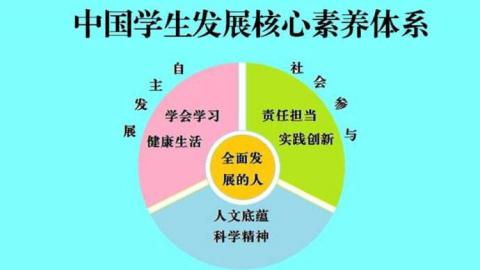 中国学生发展核心素养体系
自主发展
社会参与
学会学习
健康生活
责任担当
实践创新
全面发
展的人
人文底蕴
科学精神